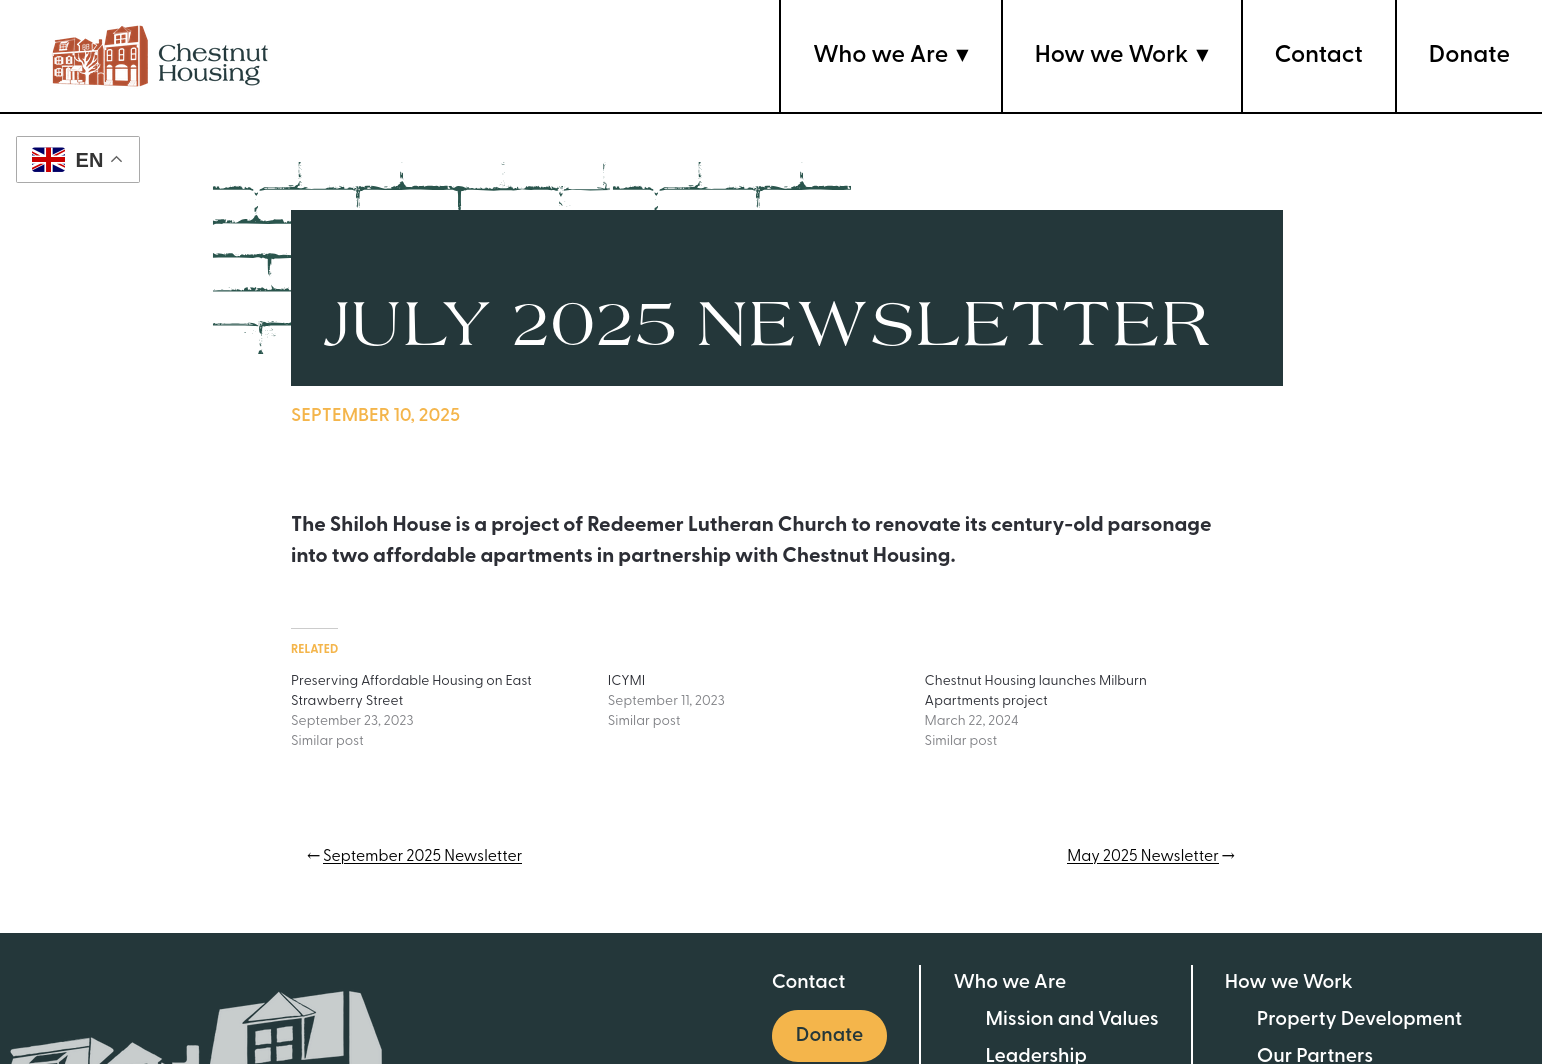 Chestnut
Housing
Who we Are ▼
How we Work ▼
Contact
Donate
EN
JULY 2025 NEWSLETTER
SEPTEMBER 10, 2025
The Shiloh House is a project of Redeemer Lutheran Church to renovate its century-old parsonage
into two affordable apartments in partnership with Chestnut Housing.
RELATED
Preserving Affordable Housing on East
Strawberry Street
September 23, 2023
Similar post
ICYMI
September 11, 2023
Similar post
Chestnut Housing launches Milburn
Apartments project
March 22, 2024
Similar post
← September 2025 Newsletter
May 2025 Newsletter →
Contact
Donate
Who we Are
Mission and Values
Leadership
How we Work
Property Development
Our Partners